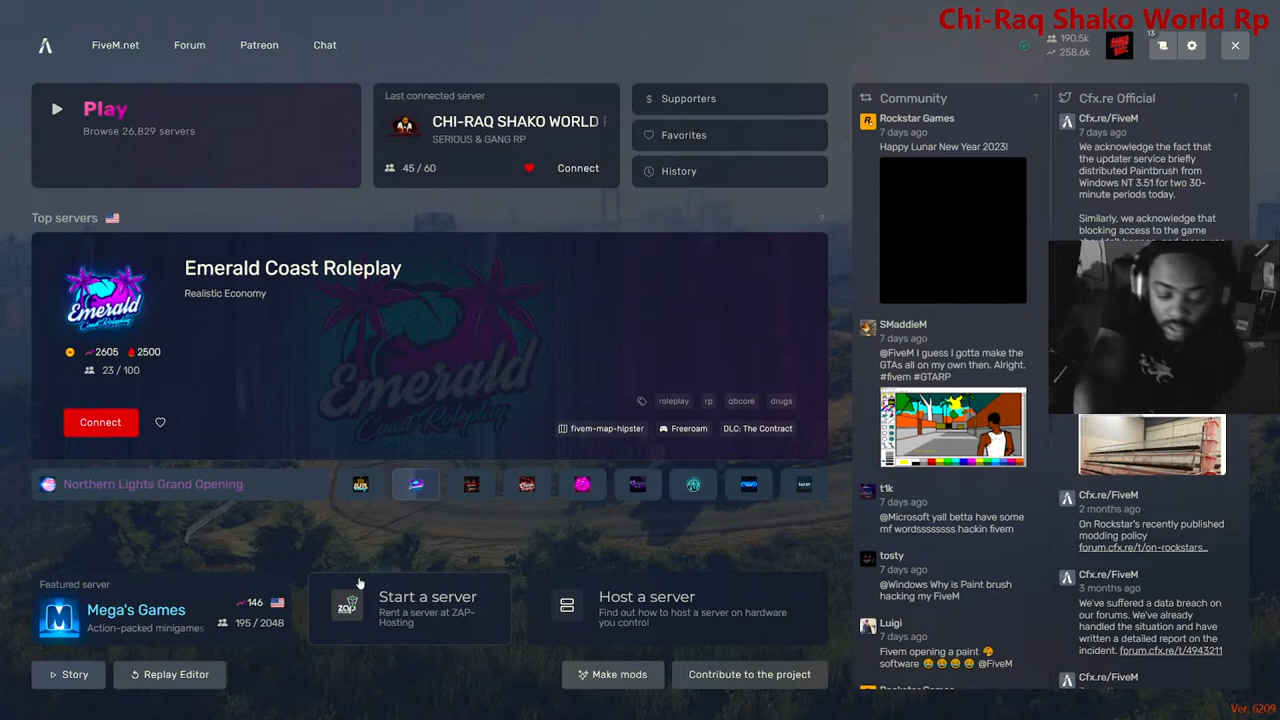 Chi-Raq Shako World Rp
FiveM.net
Forum
Patreon
Chat
190.5k
258.6k
13
Play
Browse 26,829 servers
Last connected server
CHI-RAQ SHAKO WORLD
SERIOUS & GANG RP
45 / 60
Connect
$ Supporters
Favorites
History
Top servers
?
Emerald Coast Roleplay
Realistic Economy
Emerald
Coast Roleplay
2605
2500
23 / 100
Connect
Emerald
roleplay
rp
qbcore
drugs
fivem-map-hipster
Freeroam
DLC: The Contract
Northern Lights Grand Opening
Featured server
Mega's Games
Action-packed minigames
146
195 / 2048
ZAP
Start a server
Rent a server at ZAP-
Hosting
Host a server
Find out how to host a server on hardware
you control
Story
Replay Editor
Make mods
Contribute to the project
Community
?
Rockstar Games
7 days ago
Happy Lunar New Year 2023!
SMaddieM
7 days ago
@FiveM I guess I gotta make the
GTAs all on my own then. Alright.
#fivem #GTARP
t1k
7 days ago
@Microsoft yall betta have some
mf wordsssssss hackin fivem
tosty
7 days ago
@Windows Why is Paint brush
hacking my FiveM
Luigi
7 days ago
Fivem opening a paint 🎨
software 😂😂😂😂 @FiveM
Rockstar Games
Cfx.re Official
?
Cfx.re/FiveM
7 days ago
We acknowledge the fact that
the updater service briefly
distributed Paintbrush from
Windows NT 3.51 for two 30-
minute periods today.
Similarly, we acknowledge that
blocking access to the game
Cfx.re/FiveM
2 months ago
On Rockstar's recently published
modding policy
forum.cfx.re/t/on-rockstars…
Cfx.re/FiveM
3 months ago
We've suffered a data breach on
our forums. We've already
handled the situation and have
written a detailed report on the
incident. forum.cfx.re/t/4943211
Cfx.re/FiveM
Ver. 6209